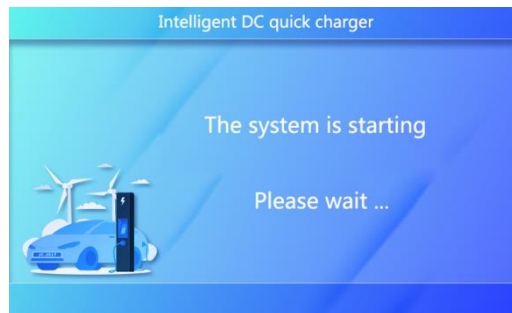 Intelligent DC quick charger
The system is starting
Please wait ...